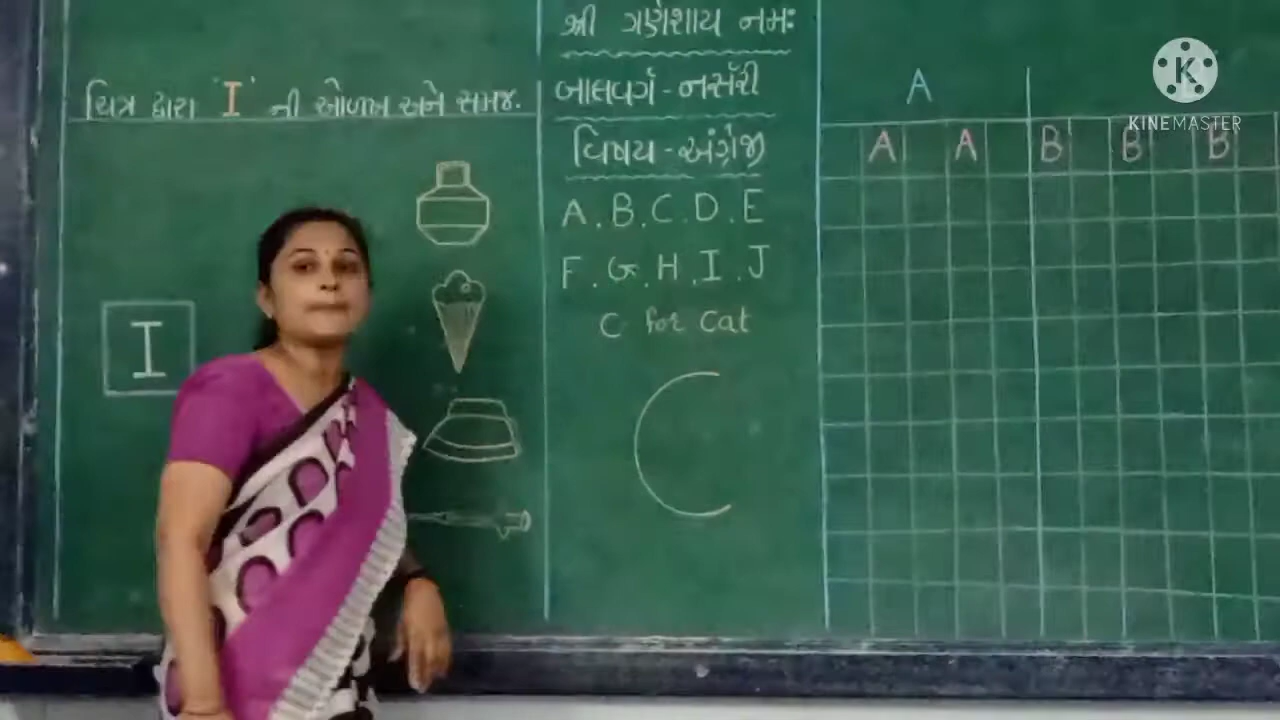 ચિત્ર દ્વારા 'I' ની ઓળખ અને સમજ.
I
શ્રી ગણેશાય નમઃ
બાલવર્ગ - નર્સરી
વિષય - અંગ્રેજી
A . B . C . D . E
F . G . H . I . J
C for Cat
C
A
A A B B B
K
KINEMASTER